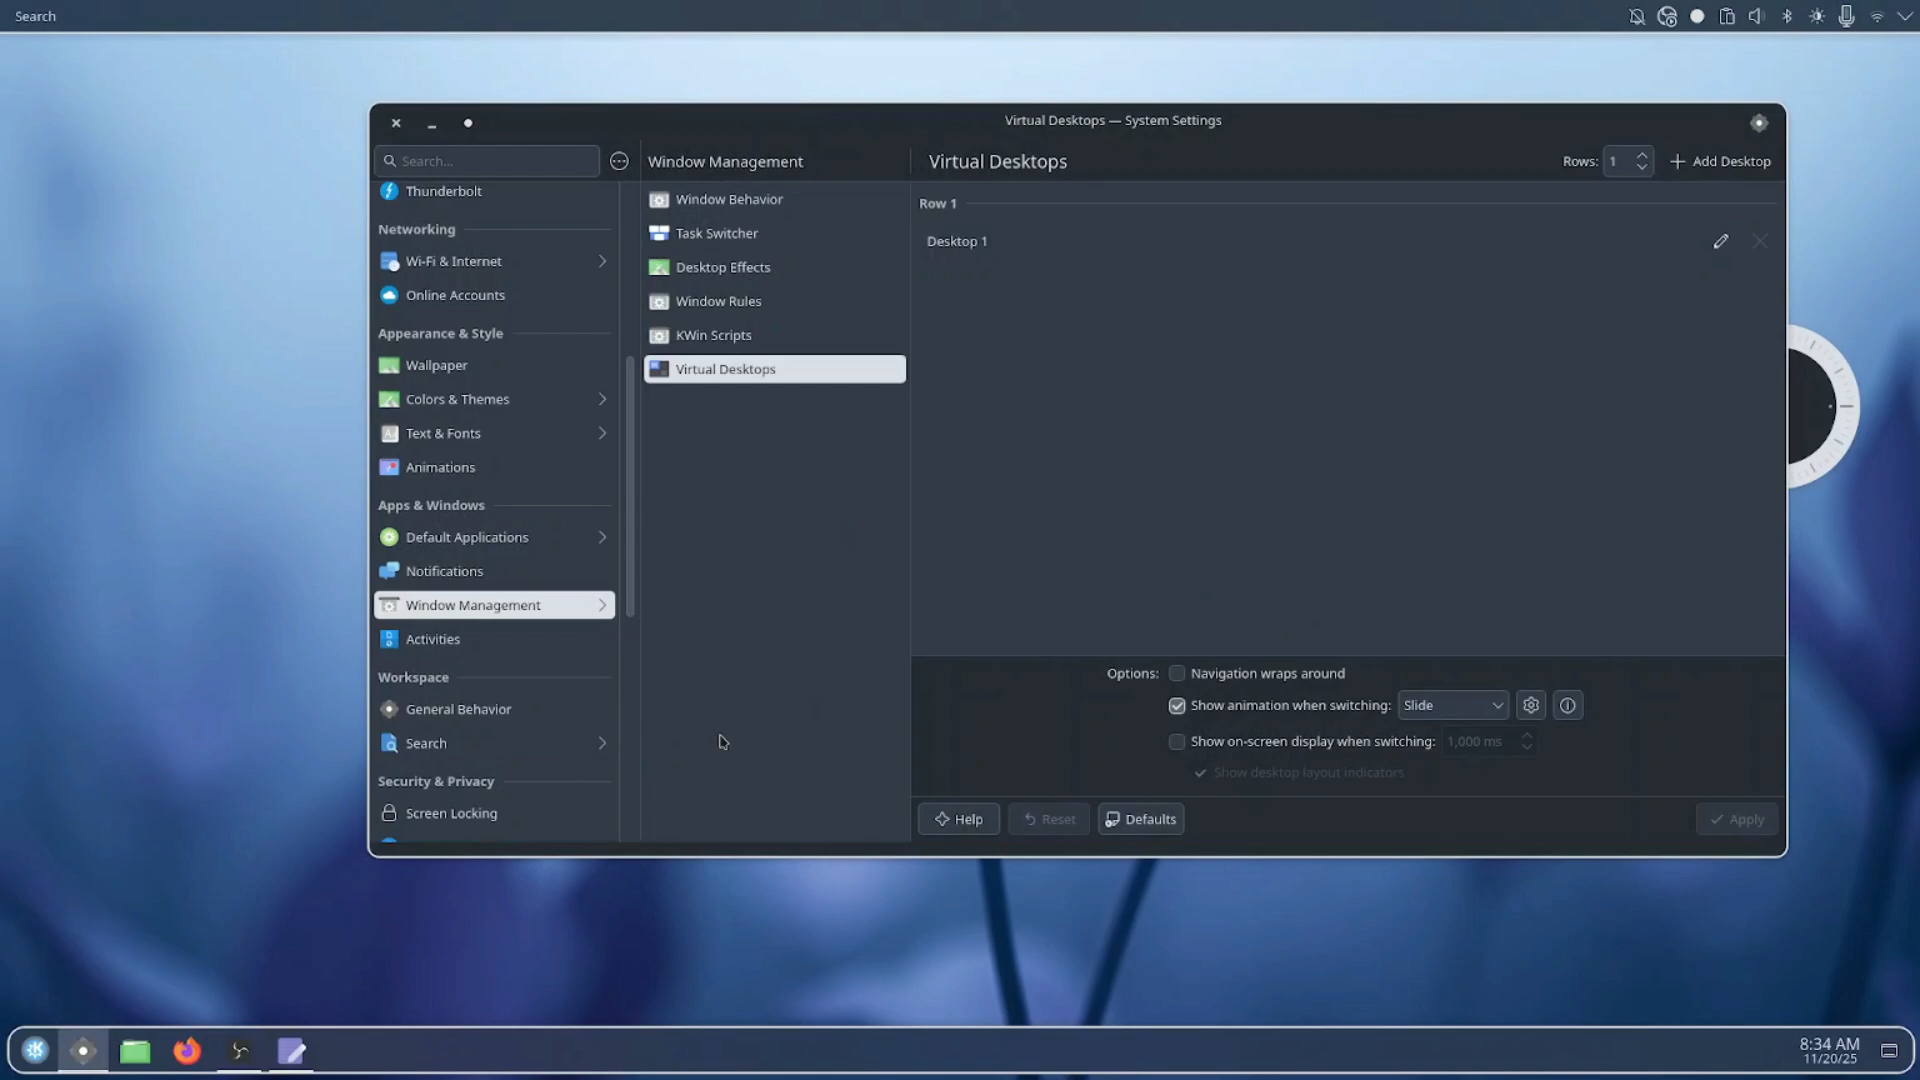 Search
Virtual Desktops — System Settings
Search...
Window Management
Virtual Desktops
Rows: 1
Add Desktop
Thunderbolt
Networking
Wi-Fi & Internet
Online Accounts
Appearance & Style
Wallpaper
Colors & Themes
Text & Fonts
Animations
Apps & Windows
Default Applications
Notifications
Window Management
Activities
Workspace
General Behavior
Search
Security & Privacy
Screen Locking
Window Behavior
Task Switcher
Desktop Effects
Window Rules
KWin Scripts
Virtual Desktops
Row 1
Desktop 1
Options: Navigation wraps around
Show animation when switching: Slide
Show on-screen display when switching: 1,000 ms
Show desktop layout indicators
Help
Reset
Defaults
Apply
8:34 AM
11/20/25